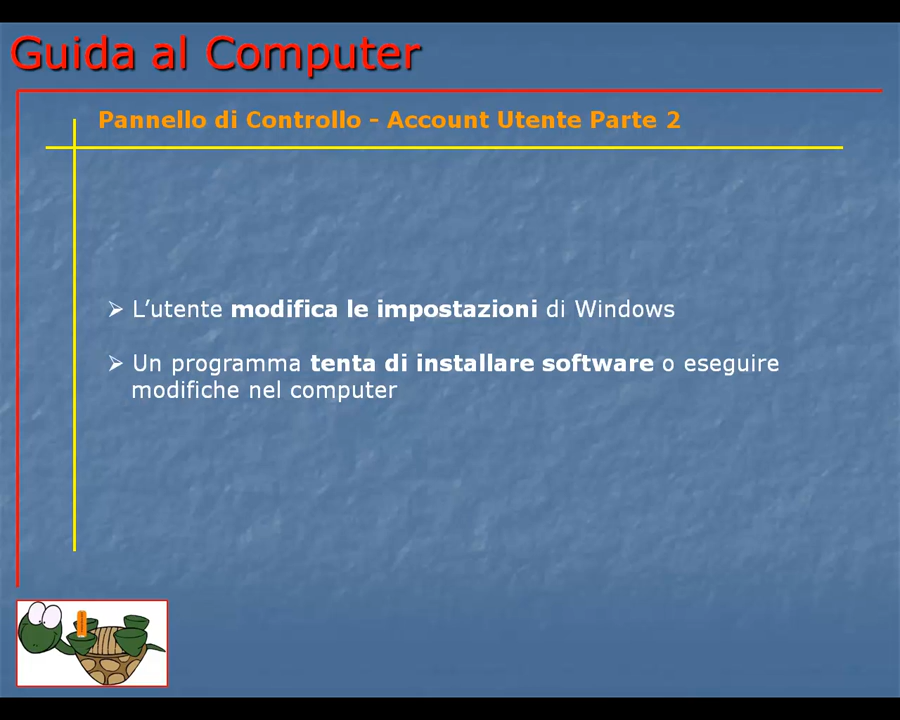 Guida al Computer
Pannello di Controllo - Account Utente Parte 2
➢ L’utente modifica le impostazioni di Windows
➢ Un programma tenta di installare software o eseguire
modifiche nel computer